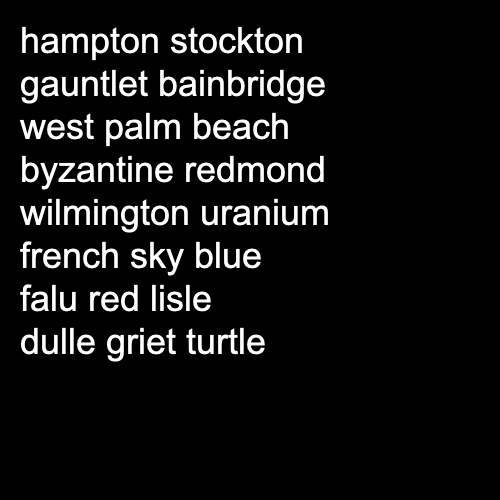 hampton stockton
gauntlet bainbridge
west palm beach
byzantine redmond
wilmington uranium
french sky blue
falu red lisle
dulle griet turtle